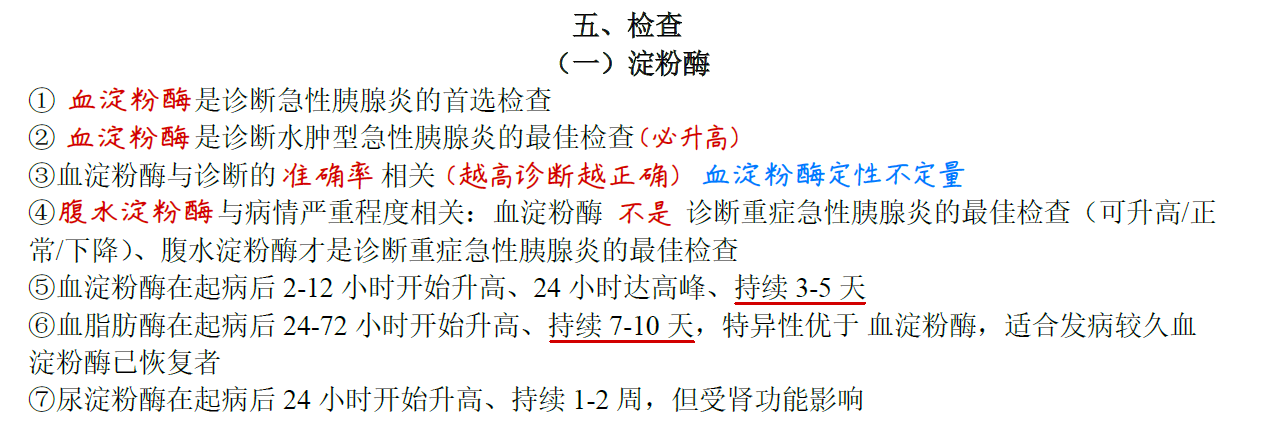 五、检查
（一）淀粉酶
① 血淀粉酶是诊断急性胰腺炎的首选检查
② 血淀粉酶是诊断水肿型急性胰腺炎的最佳检查(必升高)
③血淀粉酶与诊断的 准确率 相关 (越高诊断越正确) 血淀粉酶定性不定量
④腹水淀粉酶与病情严重程度相关：血淀粉酶 不是 诊断重症急性胰腺炎的最佳检查（可升高/正
常/下降）、腹水淀粉酶才是诊断重症急性胰腺炎的最佳检查
⑤血淀粉酶在起病后 2-12 小时开始升高、24 小时达高峰、持续 3-5 天
⑥血脂肪酶在起病后 24-72 小时开始升高、持续 7-10 天，特异性优于 血淀粉酶，适合发病较久血
淀粉酶已恢复者
⑦尿淀粉酶在起病后 24 小时开始升高、持续 1-2 周，但受肾功能影响